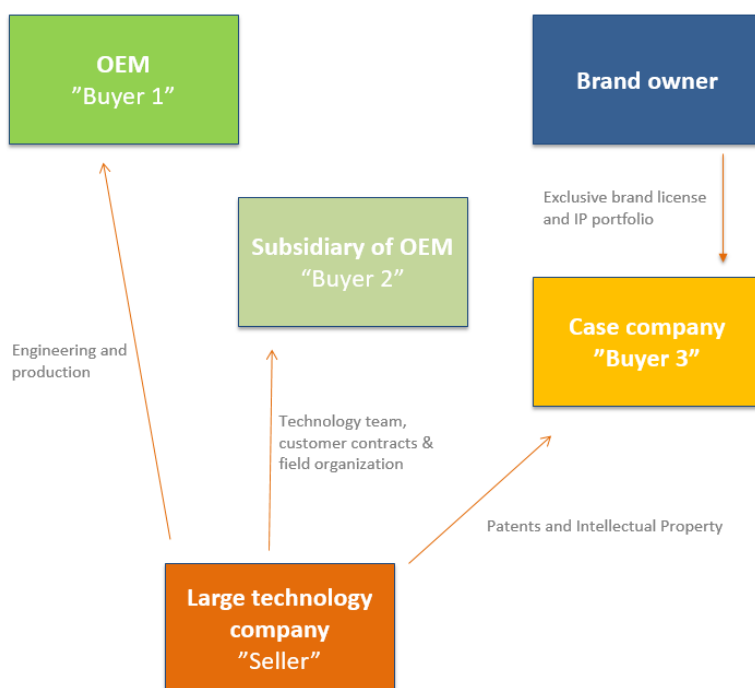 OEM
”Buyer 1”
Brand owner
Exclusive brand license
and IP portfolio
Subsidiary of OEM
“Buyer 2”
Case company
”Buyer 3”
Engineering and
production
Technology team,
customer contracts &
field organization
Patents and Intellectual Property
Large technology
company
”Seller”